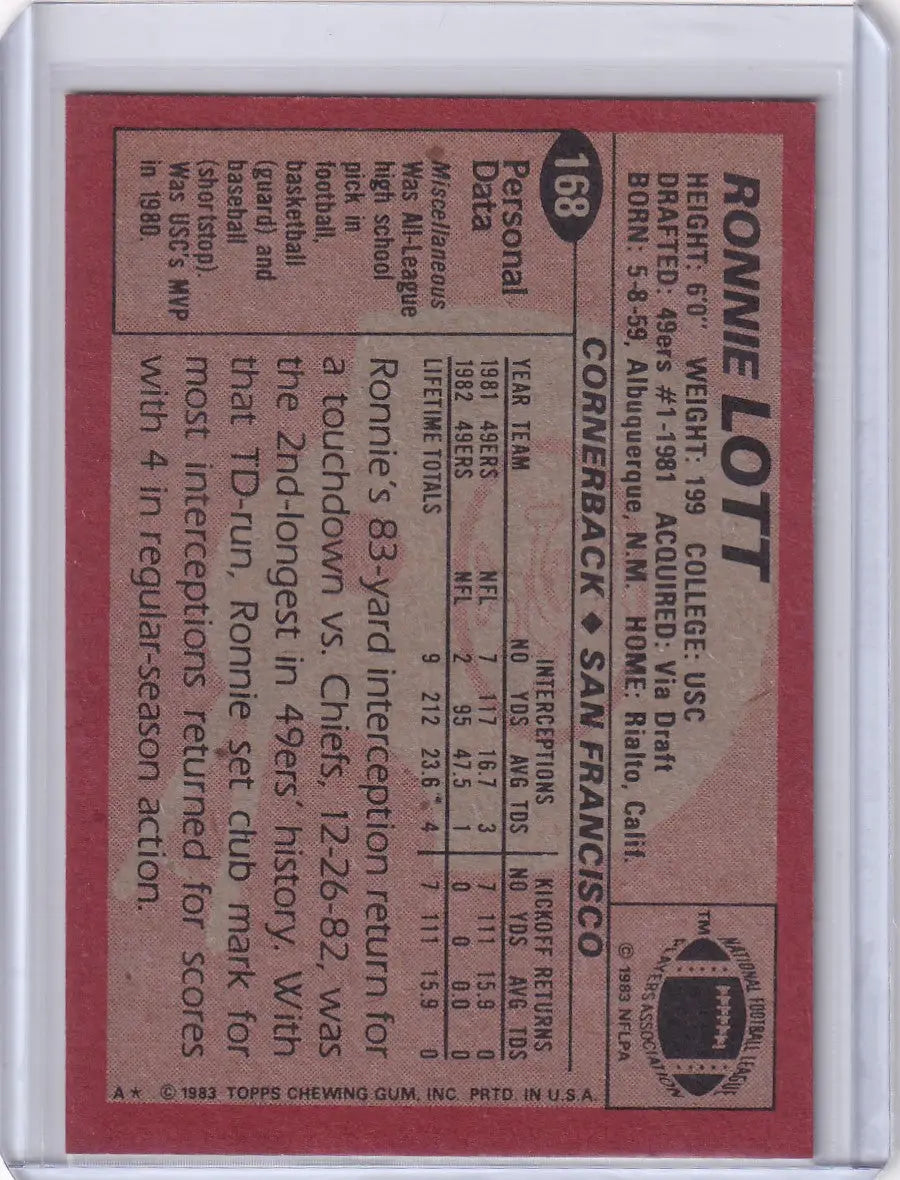 RONNIE LOTT
HEIGHT: 6'0" WEIGHT: 199 COLLEGE: USC
DRAFTED: 49ers #1-1981 ACQUIRED: Via Draft
BORN: 5-8-59, Albuquerque, N.M. HOME: Rialto, Calif.
TM
NATIONAL FOOTBALL LEAGUE
PLAYERS ASSOCIATION
© 1983 NFLPA
168
CORNERBACK ♦ SAN FRANCISCO
Personal
Data
Miscellaneous
Was All-League
high school
pick in
football,
basketball
(guard) and
baseball
(shortstop).
Was USC's MVP
in 1980.
INTERCEPTIONS KICKOFF RETURNS
YEAR TEAM NO YDS AVG TDS NO YDS AVG TDS
1981 49ERS NFL 7 117 16.7 3 7 111 15.9 0
1982 49ERS NFL 2 95 47.5 1 0 0 0.0 0
LIFETIME TOTALS 9 212 23.6 4 7 111 15.9 0
Ronnie's 83-yard interception return for
a touchdown vs. Chiefs, 12-26-82, was
the 2nd-longest in 49ers' history. With
that TD-run, Ronnie set club mark for
most interceptions returned for scores
with 4 in regular-season action.
A★ © 1983 TOPPS CHEWING GUM, INC. PRTD. IN U.S.A.